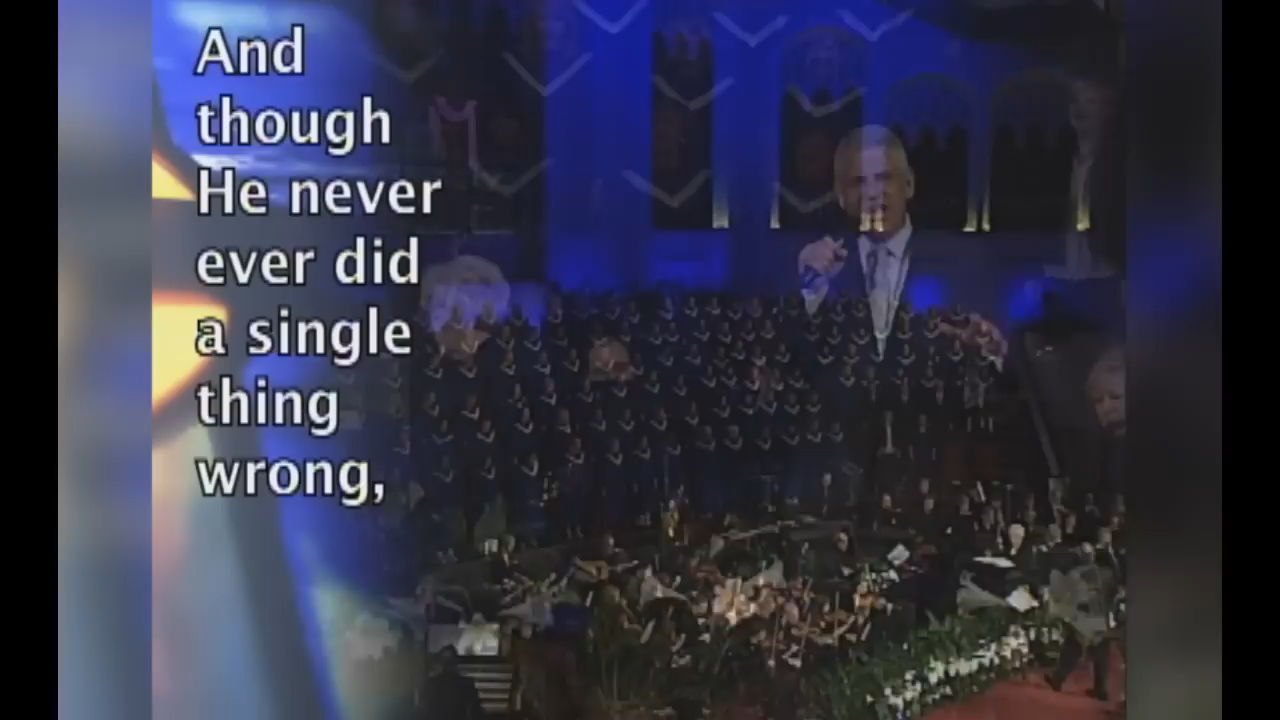 And
though
He never
ever did
a single
thing
wrong,